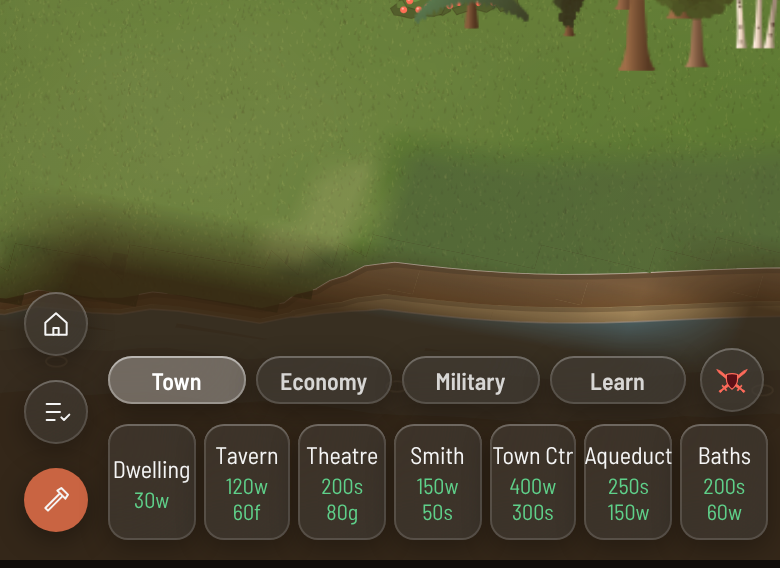 Town Economy Military Learn
Dwelling
30w
Tavern
120w
60f
Theatre
200s
80g
Smith
150w
50s
Town Ctr
400w
300s
Aqueduct
250s
150w
Baths
200s
60w